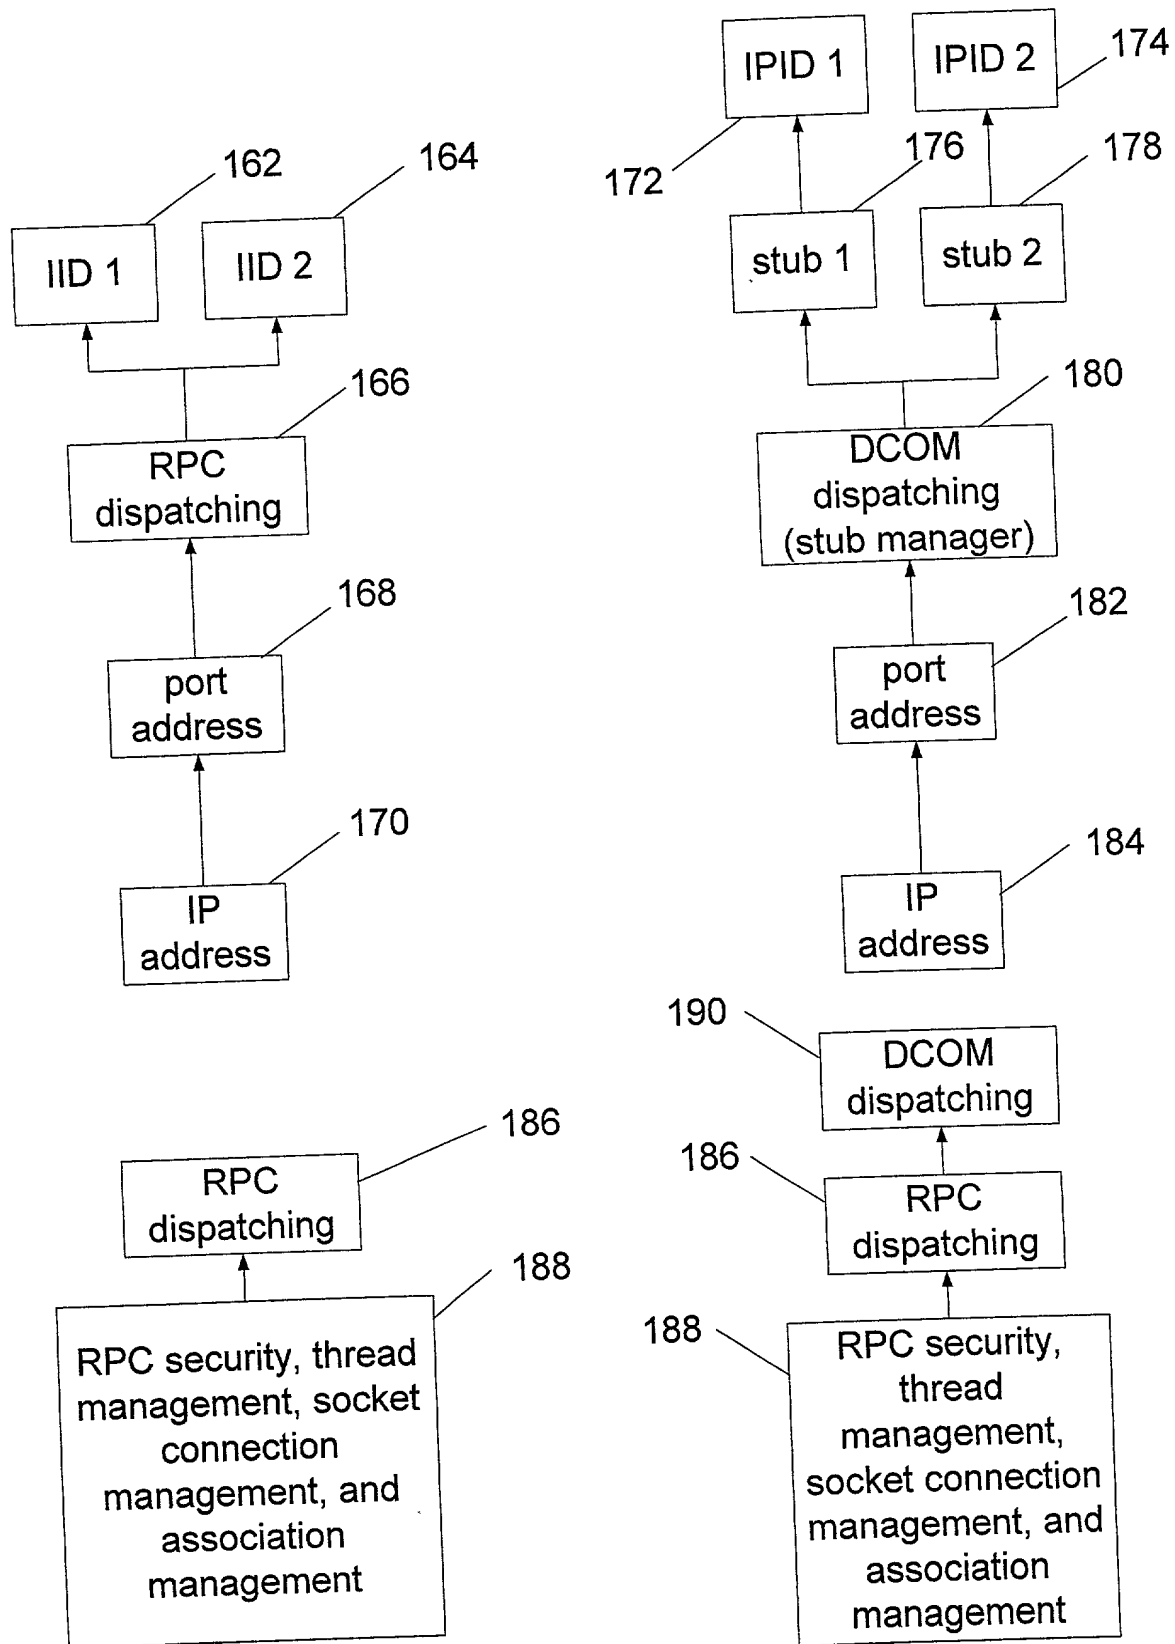 162
164
IID 1
IID 2
166
RPC
dispatching
168
port
address
170
IP
address
IPID 1
IPID 2
174
172
176
178
stub 1
stub 2
180
DCOM
dispatching
(stub manager)
182
port
address
184
IP
address
186
RPC
dispatching
188
RPC security, thread
management, socket
connection
management, and
association
management
190
DCOM
dispatching
186
RPC
dispatching
188
RPC security,
thread
management,
socket connection
management, and
association
management